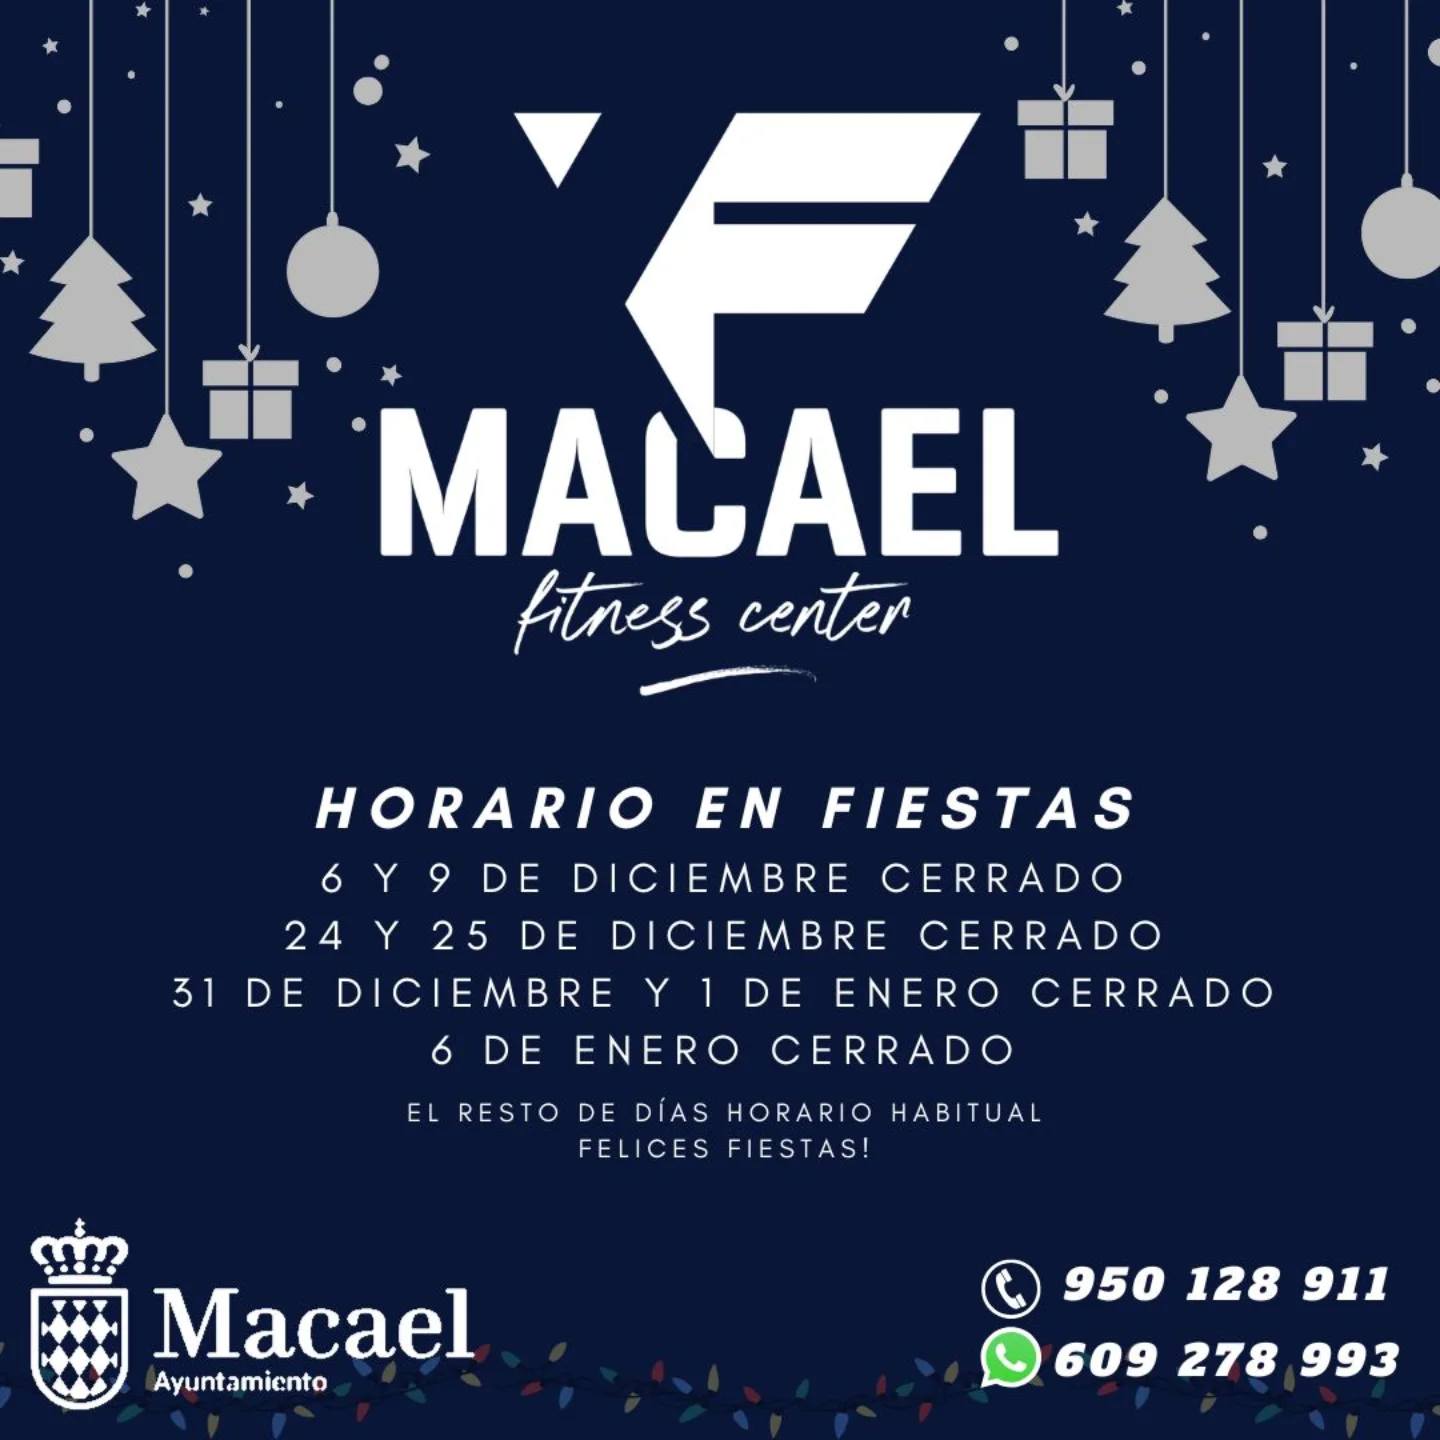 MACAEL
fitness center
HORARIO EN FIESTAS
6 Y 9 DE DICIEMBRE CERRADO
24 Y 25 DE DICIEMBRE CERRADO
31 DE DICIEMBRE Y 1 DE ENERO CERRADO
6 DE ENERO CERRADO
EL RESTO DE DÍAS HORARIO HABITUAL
FELICES FIESTAS!
Macael
Ayuntamiento
950 128 911
609 278 993